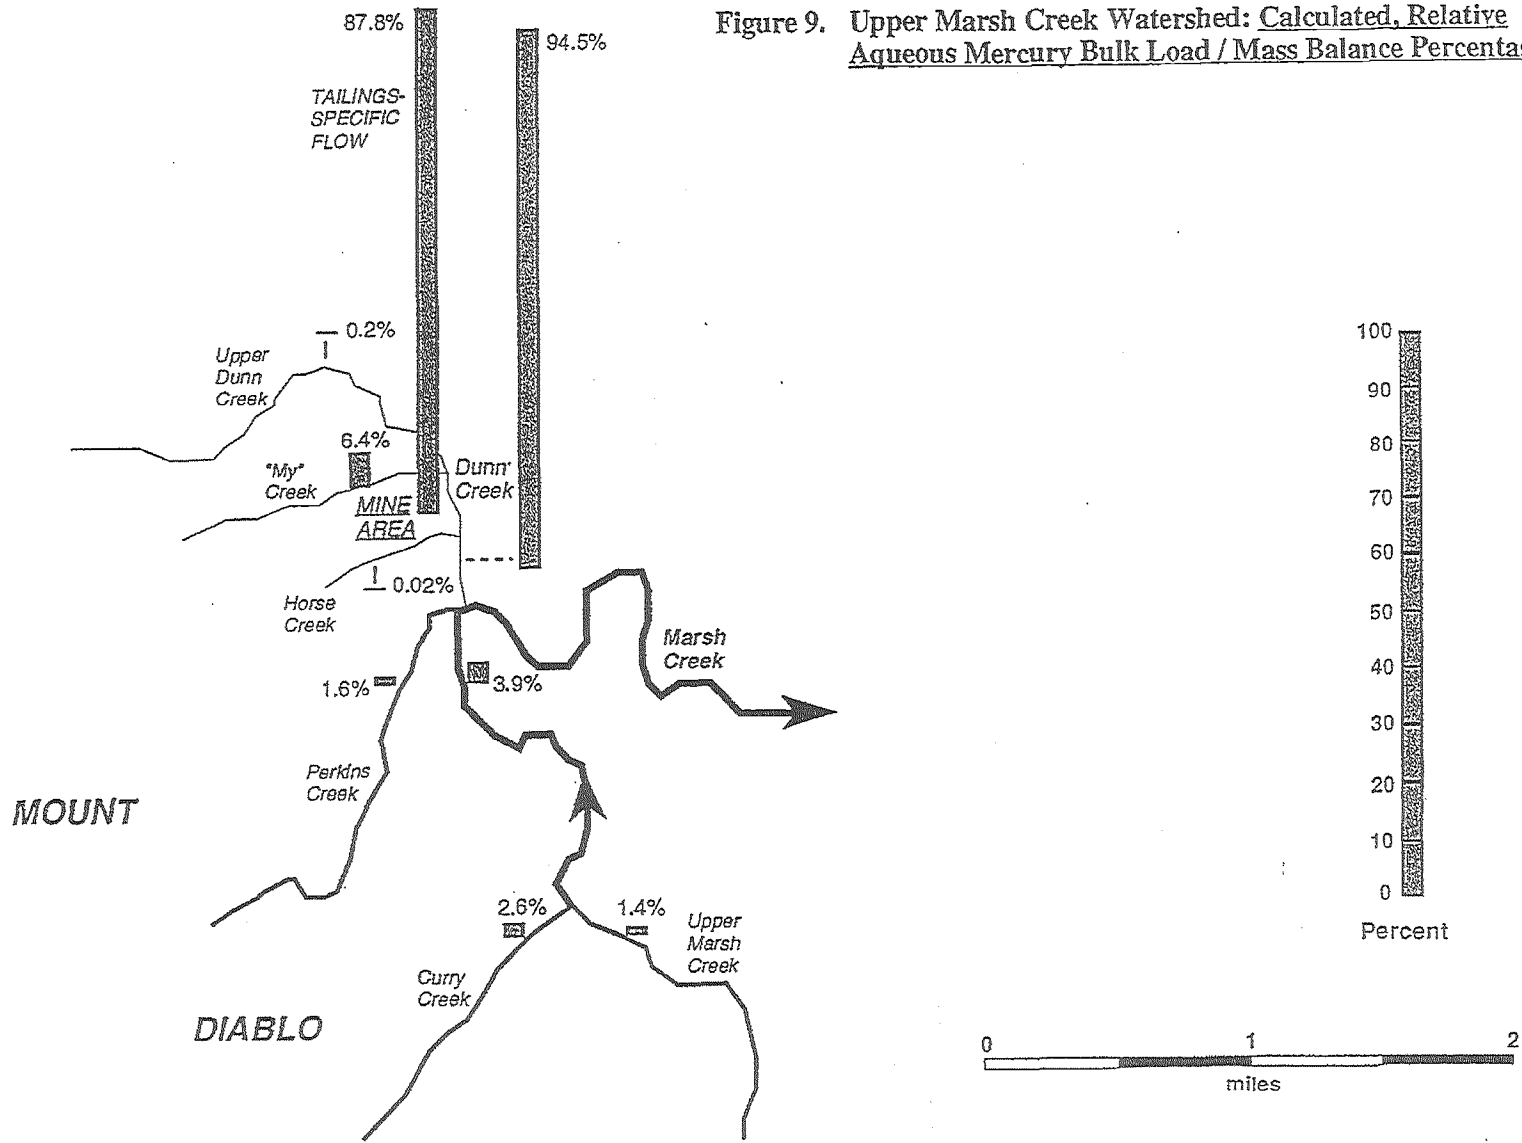 Figure 9. Upper Marsh Creek Watershed: Calculated, Relative
Aqueous Mercury Bulk Load / Mass Balance Percentag
87.8%
94.5%
TAILINGS-
SPECIFIC
FLOW
0.2%
Upper
Dunn
Creek
6.4%
"My"
Creek
MINE
AREA
Dunn
Creek
0.02%
Horse
Creek
Marsh
Creek
1.6%
3.9%
Perkins
Creek
MOUNT
2.6%
1.4%
Upper
Marsh
Creek
Curry
Creek
DIABLO
100
90
80
70
60
50
40
30
20
10
0
Percent
0 1 2
miles